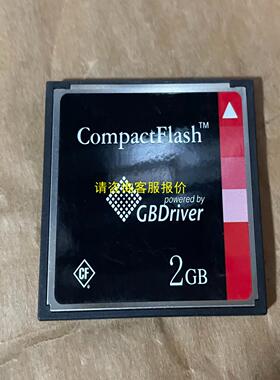 CompactFlash™
请咨询客服报价
powered by
GBDriver
2GB
CF